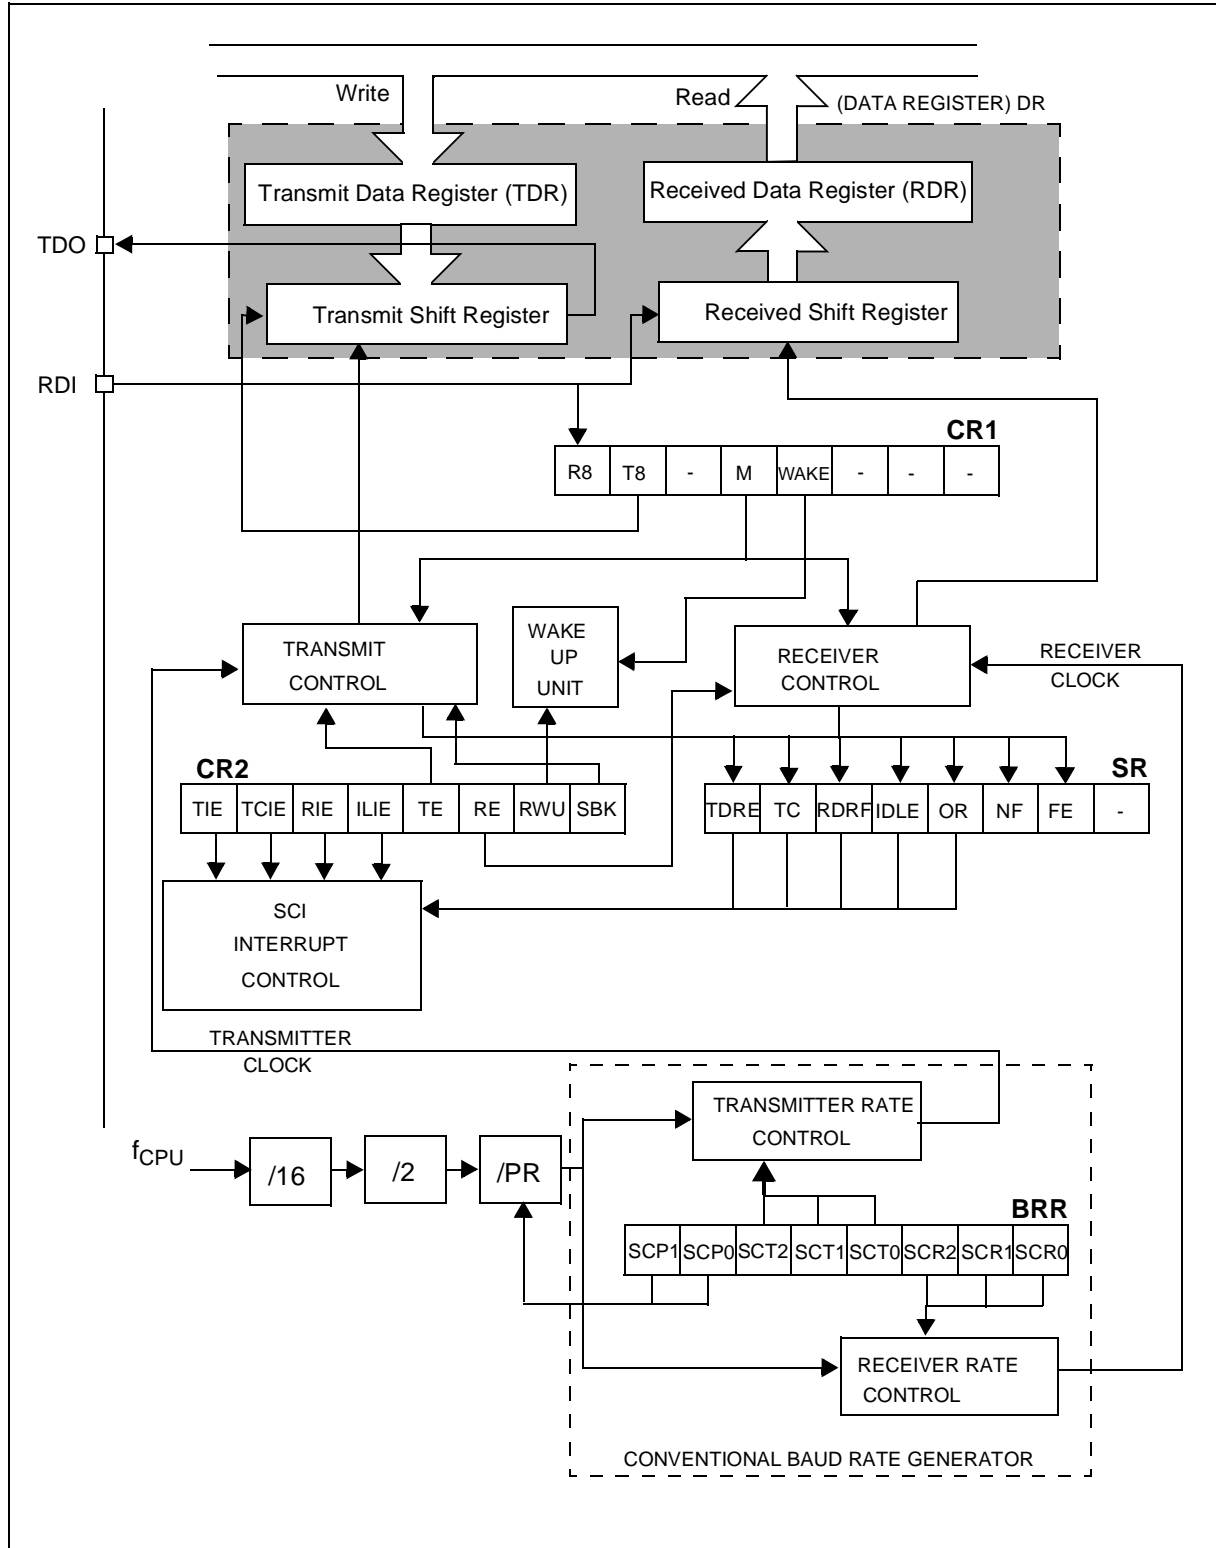 Write
Read
(DATA REGISTER) DR
Transmit Data Register (TDR)
Received Data Register (RDR)
TDO
Transmit Shift Register
Received Shift Register
RDI
CR1
R8 T8 - M WAKE - - -
TRANSMIT
CONTROL
WAKE
UP
UNIT
RECEIVER
CONTROL
RECEIVER
CLOCK
CR2
SR
TIE TCIE RIE ILIE TE RE RWU SBK
TDRE TC RDRF IDLE OR NF FE -
SCI
INTERRUPT
CONTROL
TRANSMITTER
CLOCK
TRANSMITTER RATE
CONTROL
fCPU
/16
/2
/PR
BRR
SCP1 SCP0 SCT2 SCT1 SCT0 SCR2 SCR1 SCR0
RECEIVER RATE
CONTROL
CONVENTIONAL BAUD RATE GENERATOR